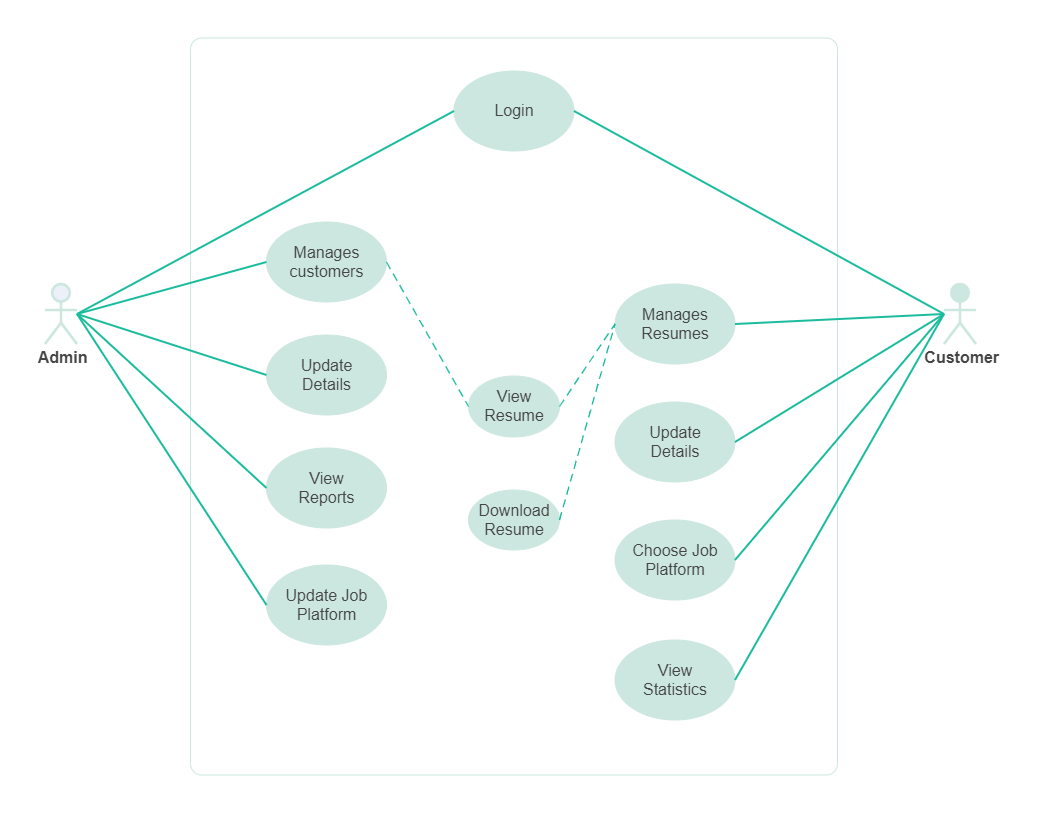 Login
Manages
customers
Manages
Resumes
Admin
Customer
Update
Details
View
Resume
Update
Details
View
Reports
Download
Resume
Choose Job
Platform
Update Job
Platform
View
Statistics